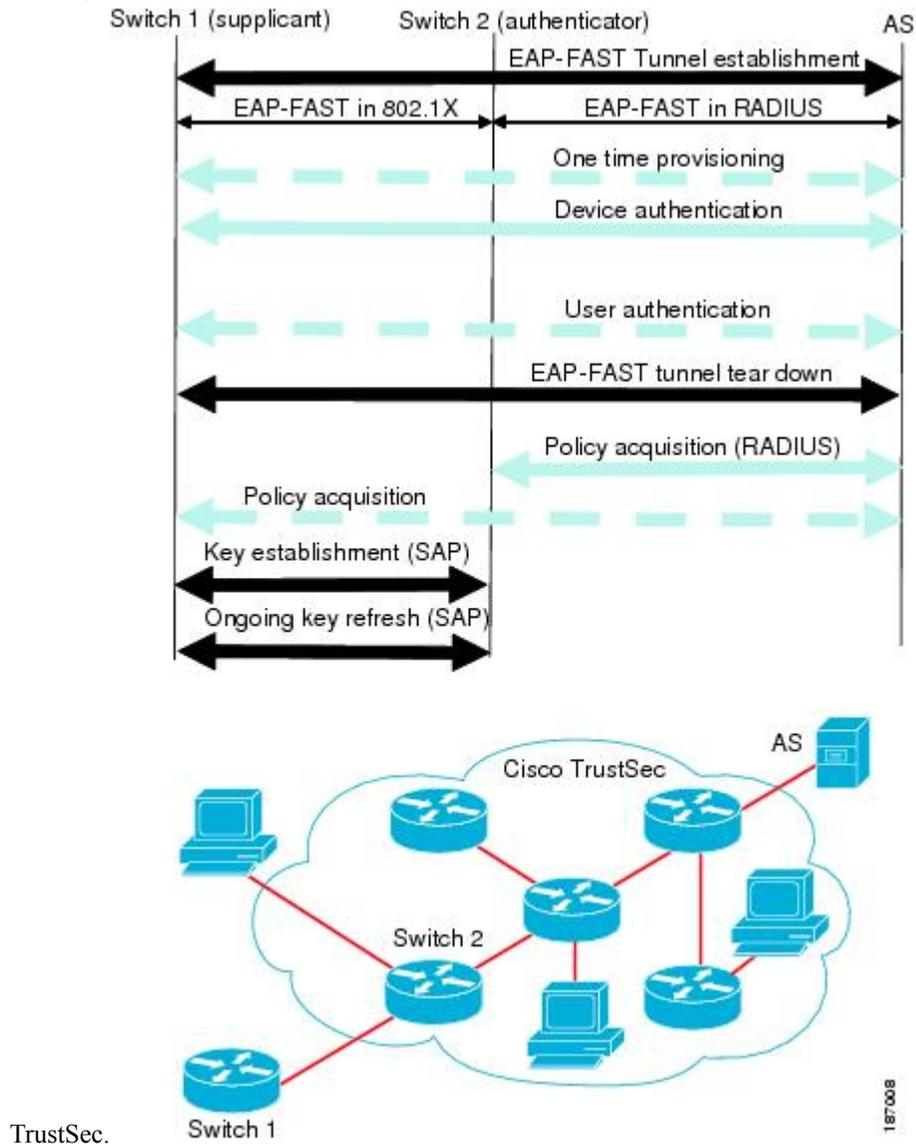 Switch 1 (supplicant)
Switch 2 (authenticator)
AS
EAP-FAST Tunnel establishment
EAP-FAST in 802.1X
EAP-FAST in RADIUS
One time provisioning
Device authentication
User authentication
EAP-FAST tunnel tear down
Policy acquisition (RADIUS)
Policy acquisition
Key establishment (SAP)
Ongoing key refresh (SAP)
AS
Cisco TrustSec
Switch 2
Switch 1
187008
TrustSec.